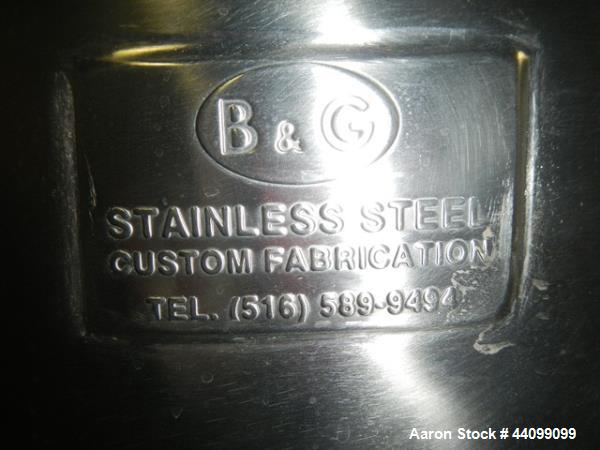 B & G
STAINLESS STEEL
CUSTOM FABRICATION
TEL. (516) 589-9494
Aaron Stock # 44099099